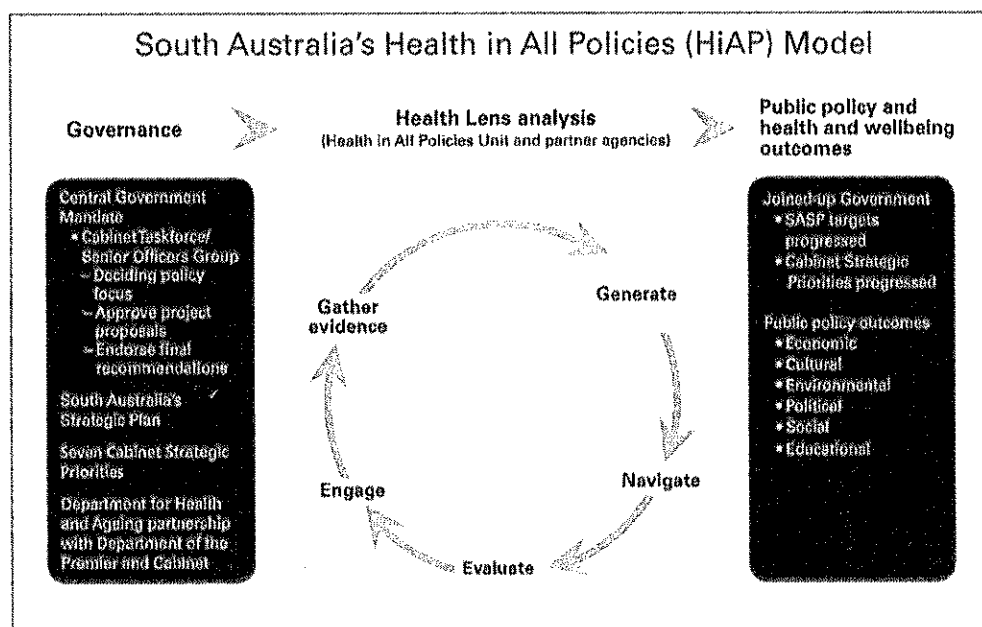 South Australia's Health in All Policies (HiAP) Model
Governance
Health Lens analysis
(Health in All Policies Unit and partner agencies)
Public policy and
health and wellbeing
outcomes
Central Government
Mandate
• Cabinet Taskforce/
Senior Officers Group
– Deciding policy
focus
– Approve project
proposals
– Endorse final
recommendations
South Australia's
Strategic Plan
Seven Cabinet Strategic
Priorities
Department for Health
and Ageing partnership
with Department of the
Premier and Cabinet
Gather
evidence
Generate
Navigate
Evaluate
Engage
Joined-up Government
• SASP targets
progressed
• Cabinet Strategic
Priorities progressed
Public policy outcomes
• Economic
• Cultural
• Environmental
• Political
• Social
• Educational